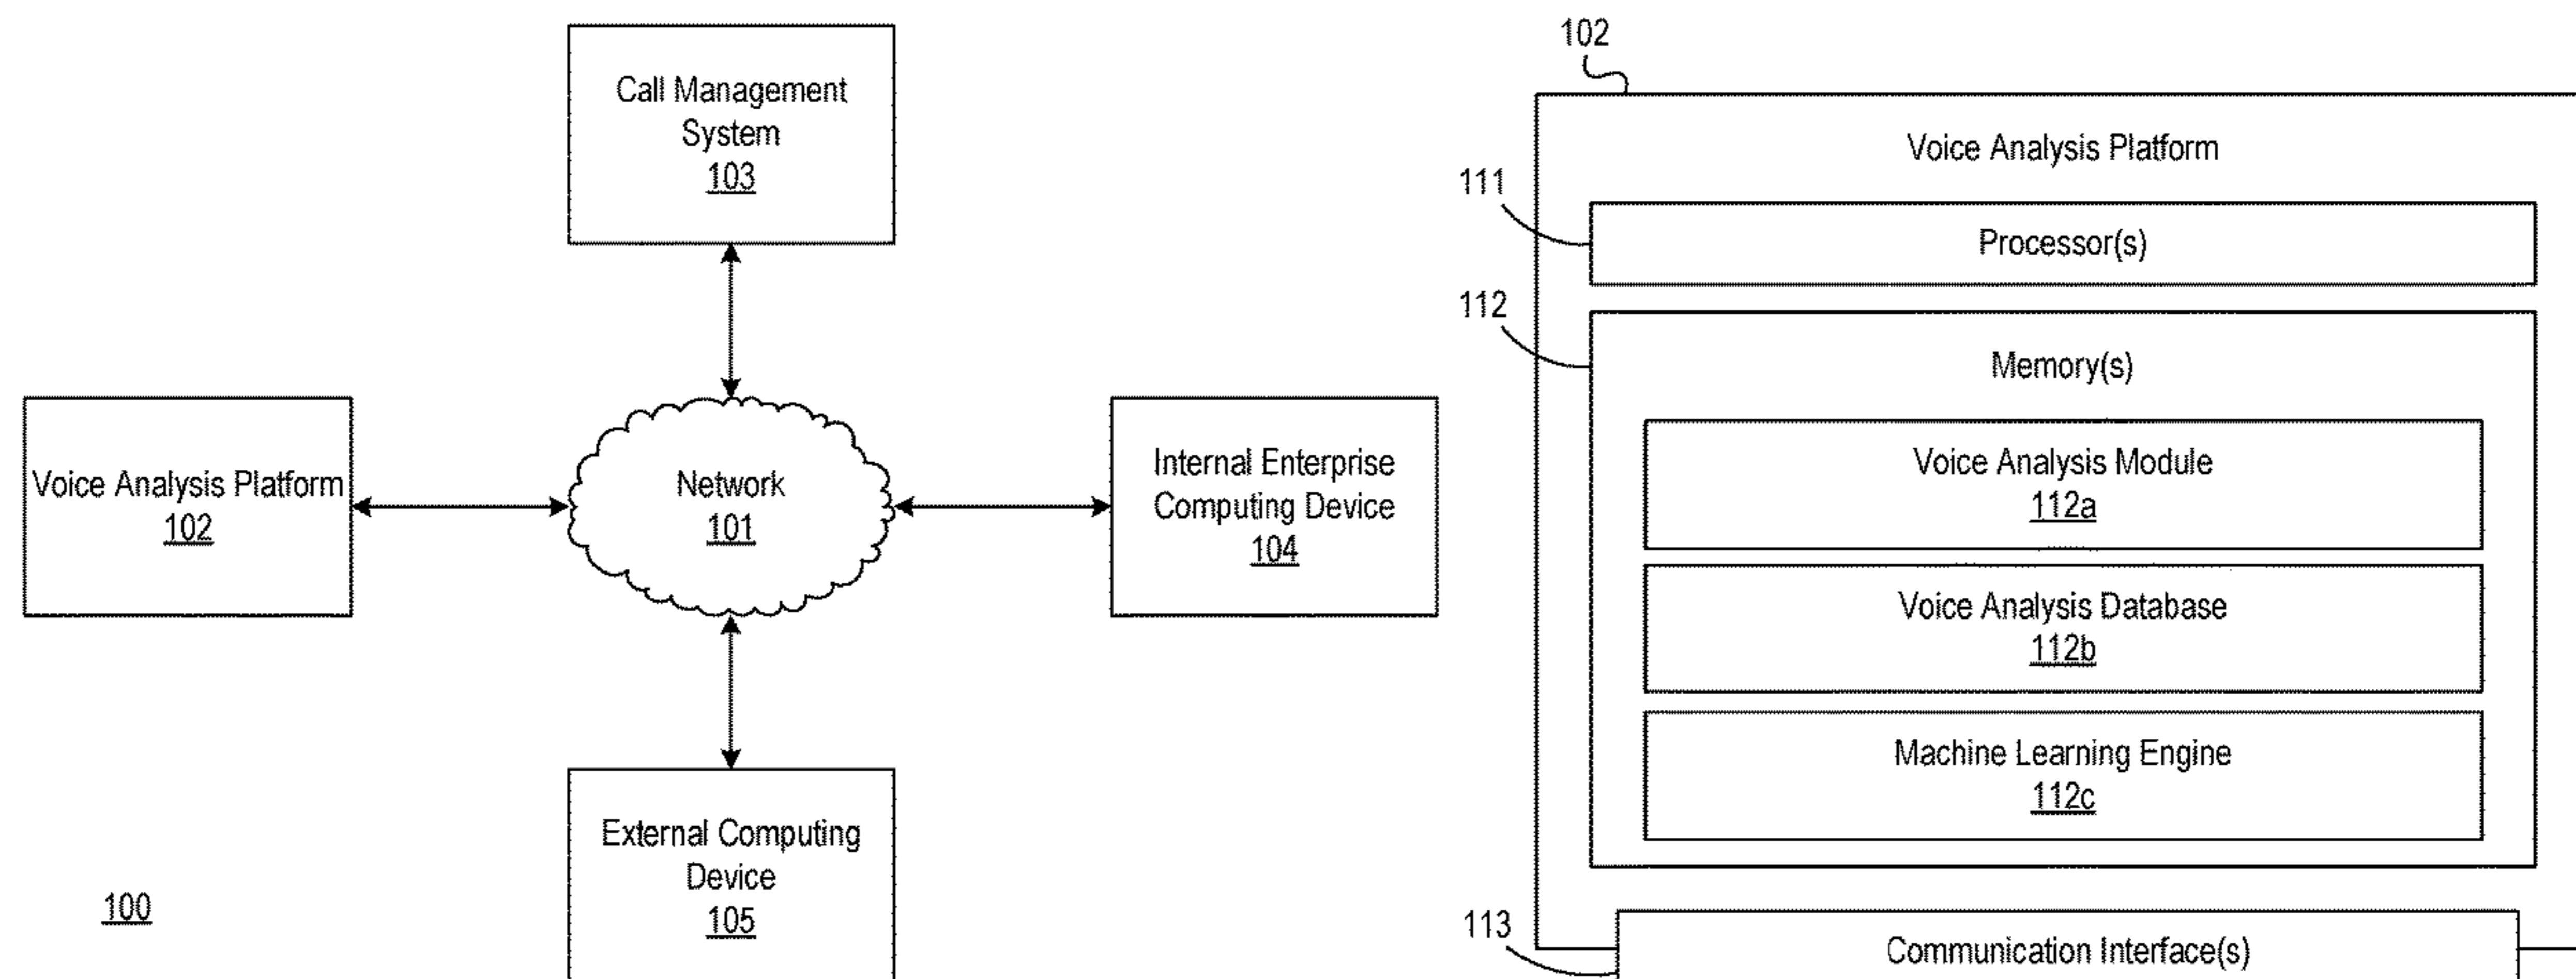 Call Management
System
103
Voice Analysis Platform
102
Network
101
Internal Enterprise
Computing Device
104
External Computing
Device
105
100
102
Voice Analysis Platform
111
Processor(s)
112
Memory(s)
Voice Analysis Module
112a
Voice Analysis Database
112b
Machine Learning Engine
112c
113
Communication Interface(s)